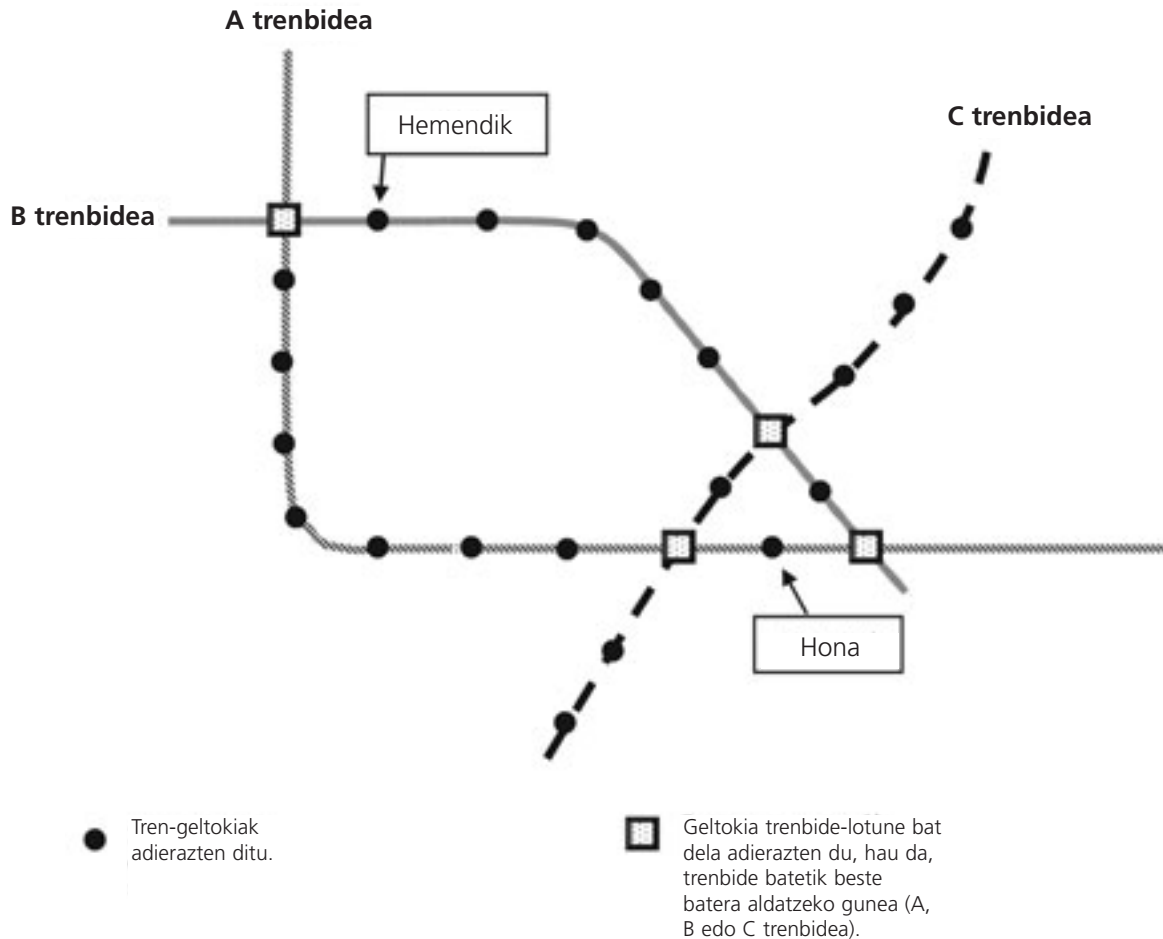 A trenbidea
Hemendik
C trenbidea
B trenbidea
Hona
Tren-geltokiak
adierazten ditu.
Geltokia trenbide-lotune bat
dela adierazten du, hau da,
trenbide batetik beste
batera aldatzeko gunea (A,
B edo C trenbidea).